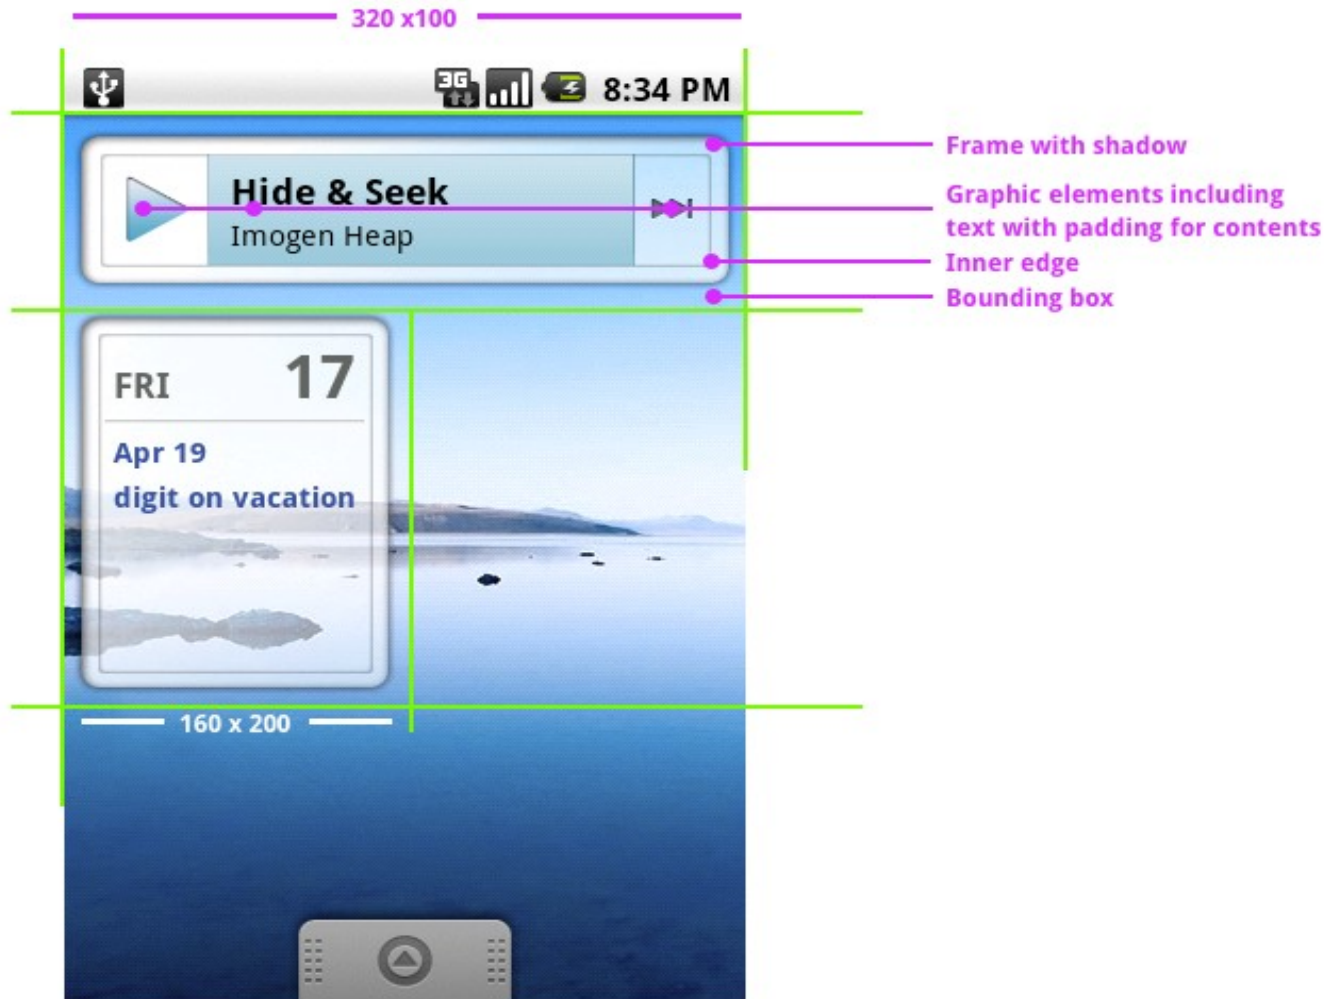 320 x100
3G
8:34 PM
Frame with shadow
Hide & Seek
Imogen Heap
Graphic elements including
text with padding for contents
Inner edge
Bounding box
FRI 17
Apr 19
digit on vacation
160 x 200